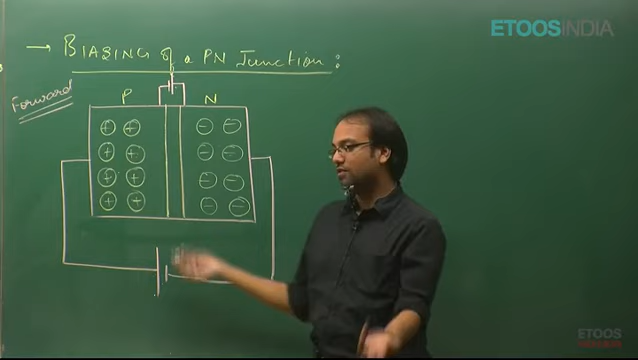 ETOOSINDIA
→ BIASING of a PN Junction :
Forward
P N
+ + - -
+ + - -
+ + - -
+ + - -
ETOOS